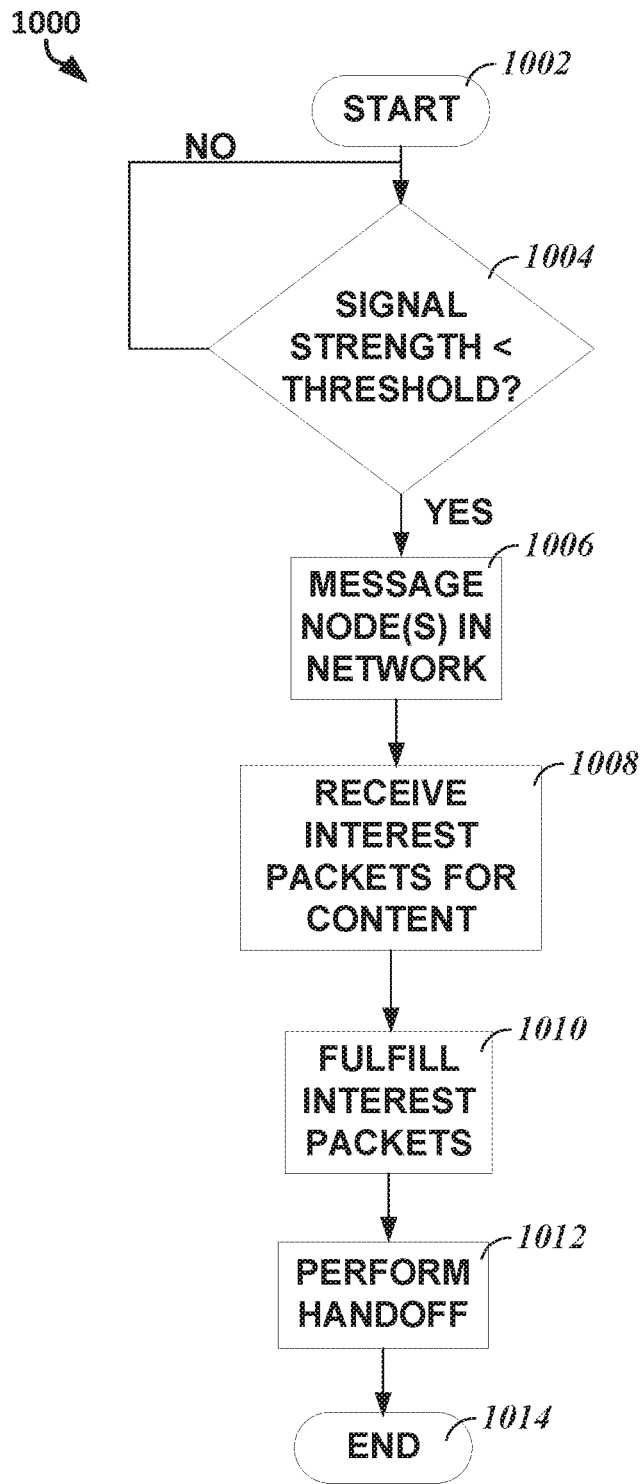 1000
1002
START
NO
1004
SIGNAL
STRENGTH <
THRESHOLD?
YES
1006
MESSAGE
NODE(S) IN
NETWORK
1008
RECEIVE
INTEREST
PACKETS FOR
CONTENT
1010
FULFILL
INTEREST
PACKETS
1012
PERFORM
HANDOFF
1014
END